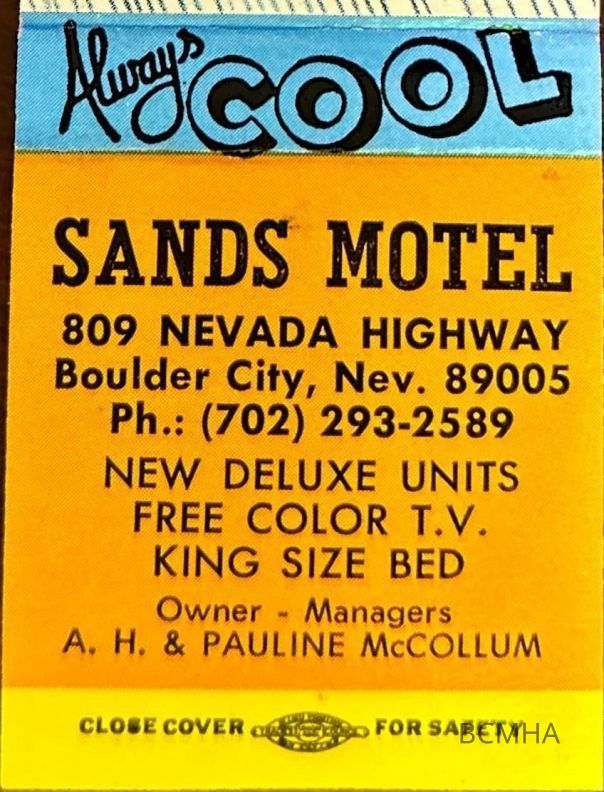 Always COOL
SANDS MOTEL
809 NEVADA HIGHWAY
Boulder City, Nev. 89005
Ph.: (702) 293-2589
NEW DELUXE UNITS
FREE COLOR T.V.
KING SIZE BED
Owner - Managers
A. H. & PAULINE McCOLLUM
CLOSE COVER FOR SAFETY
BCMHA